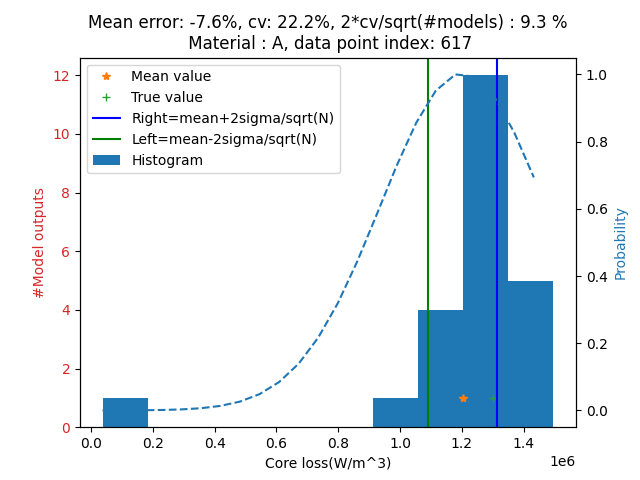 Mean error: -7.6%, cv: 22.2%, 2*cv/sqrt(#models) : 9.3 %
Material : A, data point index: 617
Mean value
True value
Right=mean+2sigma/sqrt(N)
Left=mean-2sigma/sqrt(N)
Histogram
12
10
8
6
4
2
0
#Model outputs
1.0
0.8
0.6
0.4
0.2
0.0
Probability
0.0 0.2 0.4 0.6 0.8 1.0 1.2 1.4
1e6
Core loss(W/m^3)